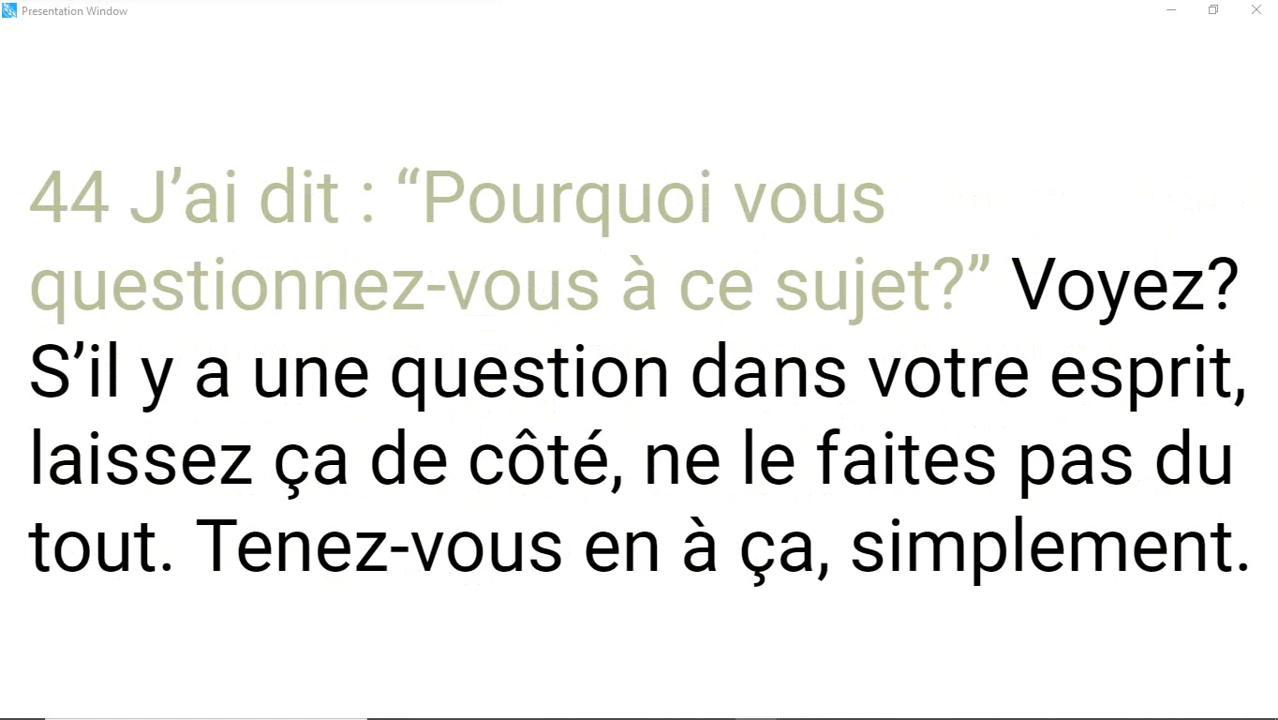 Presentation Window
44 J’ai dit : “Pourquoi vous
questionnez-vous à ce sujet?” Voyez?
S’il y a une question dans votre esprit,
laissez ça de côté, ne le faites pas du
tout. Tenez-vous en à ça, simplement.